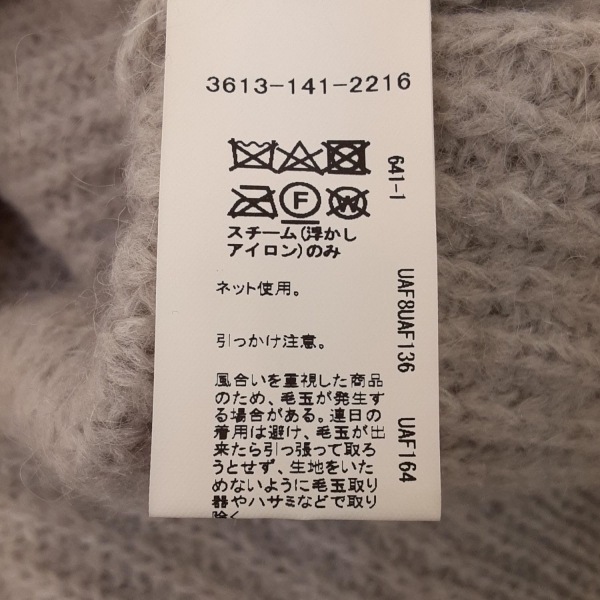 3613-141-2216
F W
スチーム(浮かし
アイロン)のみ
ネット使用。
引っかけ注意。
風合いを重視した商品
のため、毛玉が発生す
る場合がある。連日の
着用は避け、毛玉が出
来たら引っ張って取ろ
うとせず、生地をいた
めないように毛玉取り
器やハサミなどで取り
除く
641-1
UAF8UAF136
UAF164